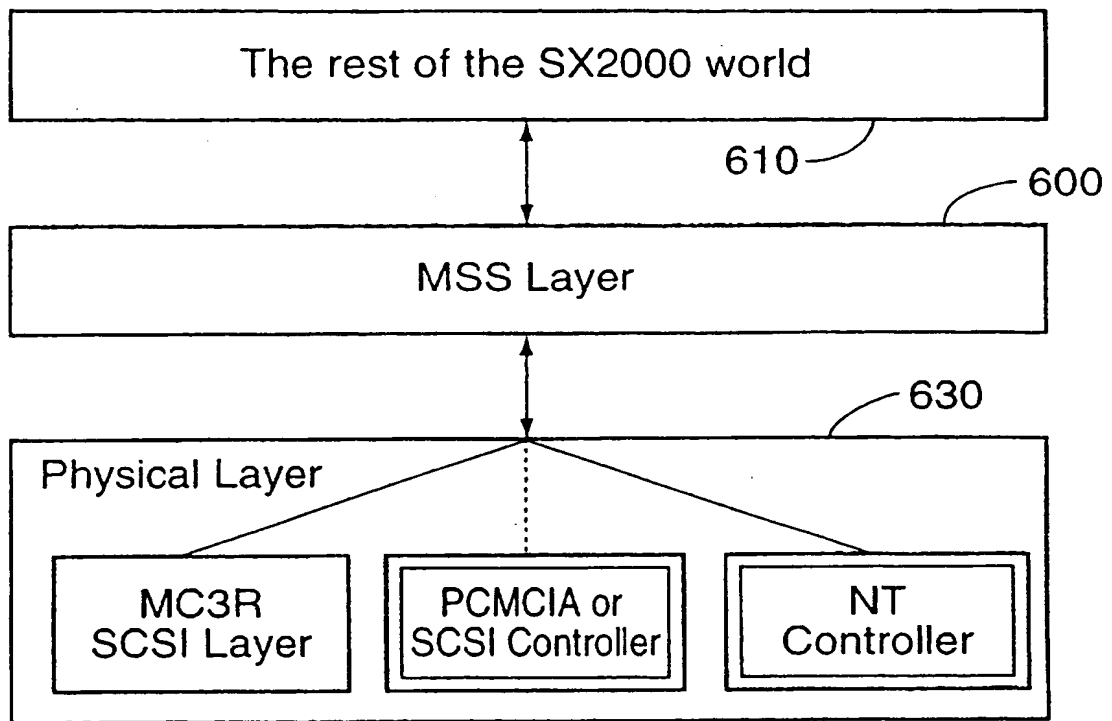 The rest of the SX2000 world
610
600
MSS Layer
630
Physical Layer
MC3R
SCSI Layer
PCMCIA or
SCSI Controller
NT
Controller